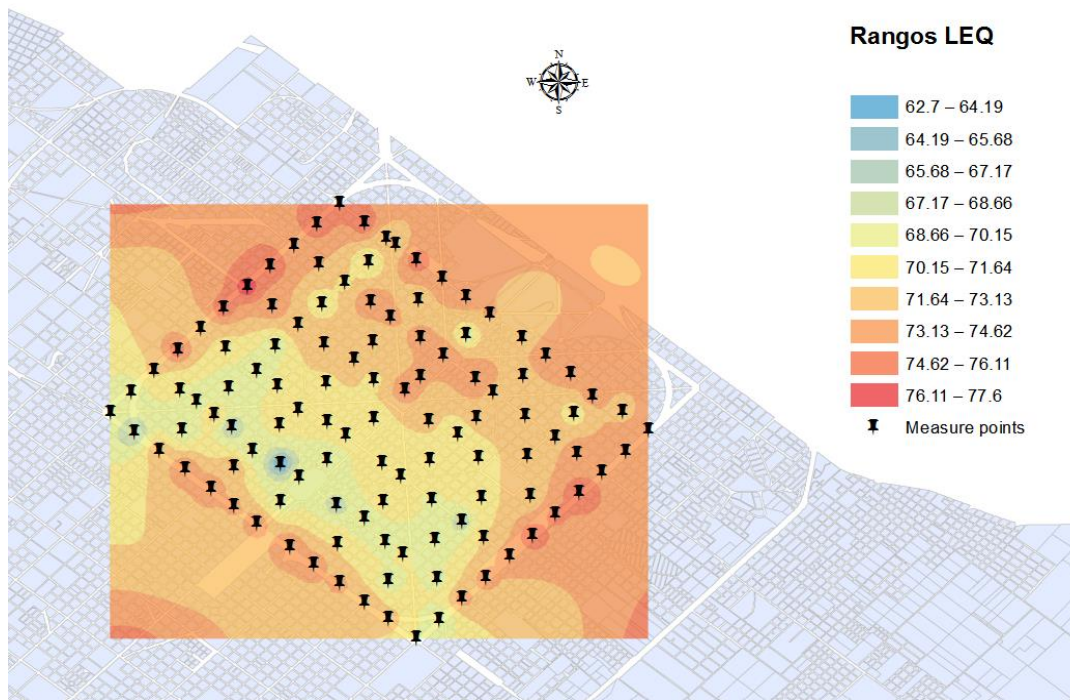 Rangos LEQ
N
W E
S
62.7 – 64.19
64.19 – 65.68
65.68 – 67.17
67.17 – 68.66
68.66 – 70.15
70.15 – 71.64
71.64 – 73.13
73.13 – 74.62
74.62 – 76.11
76.11 – 77.6
Measure points